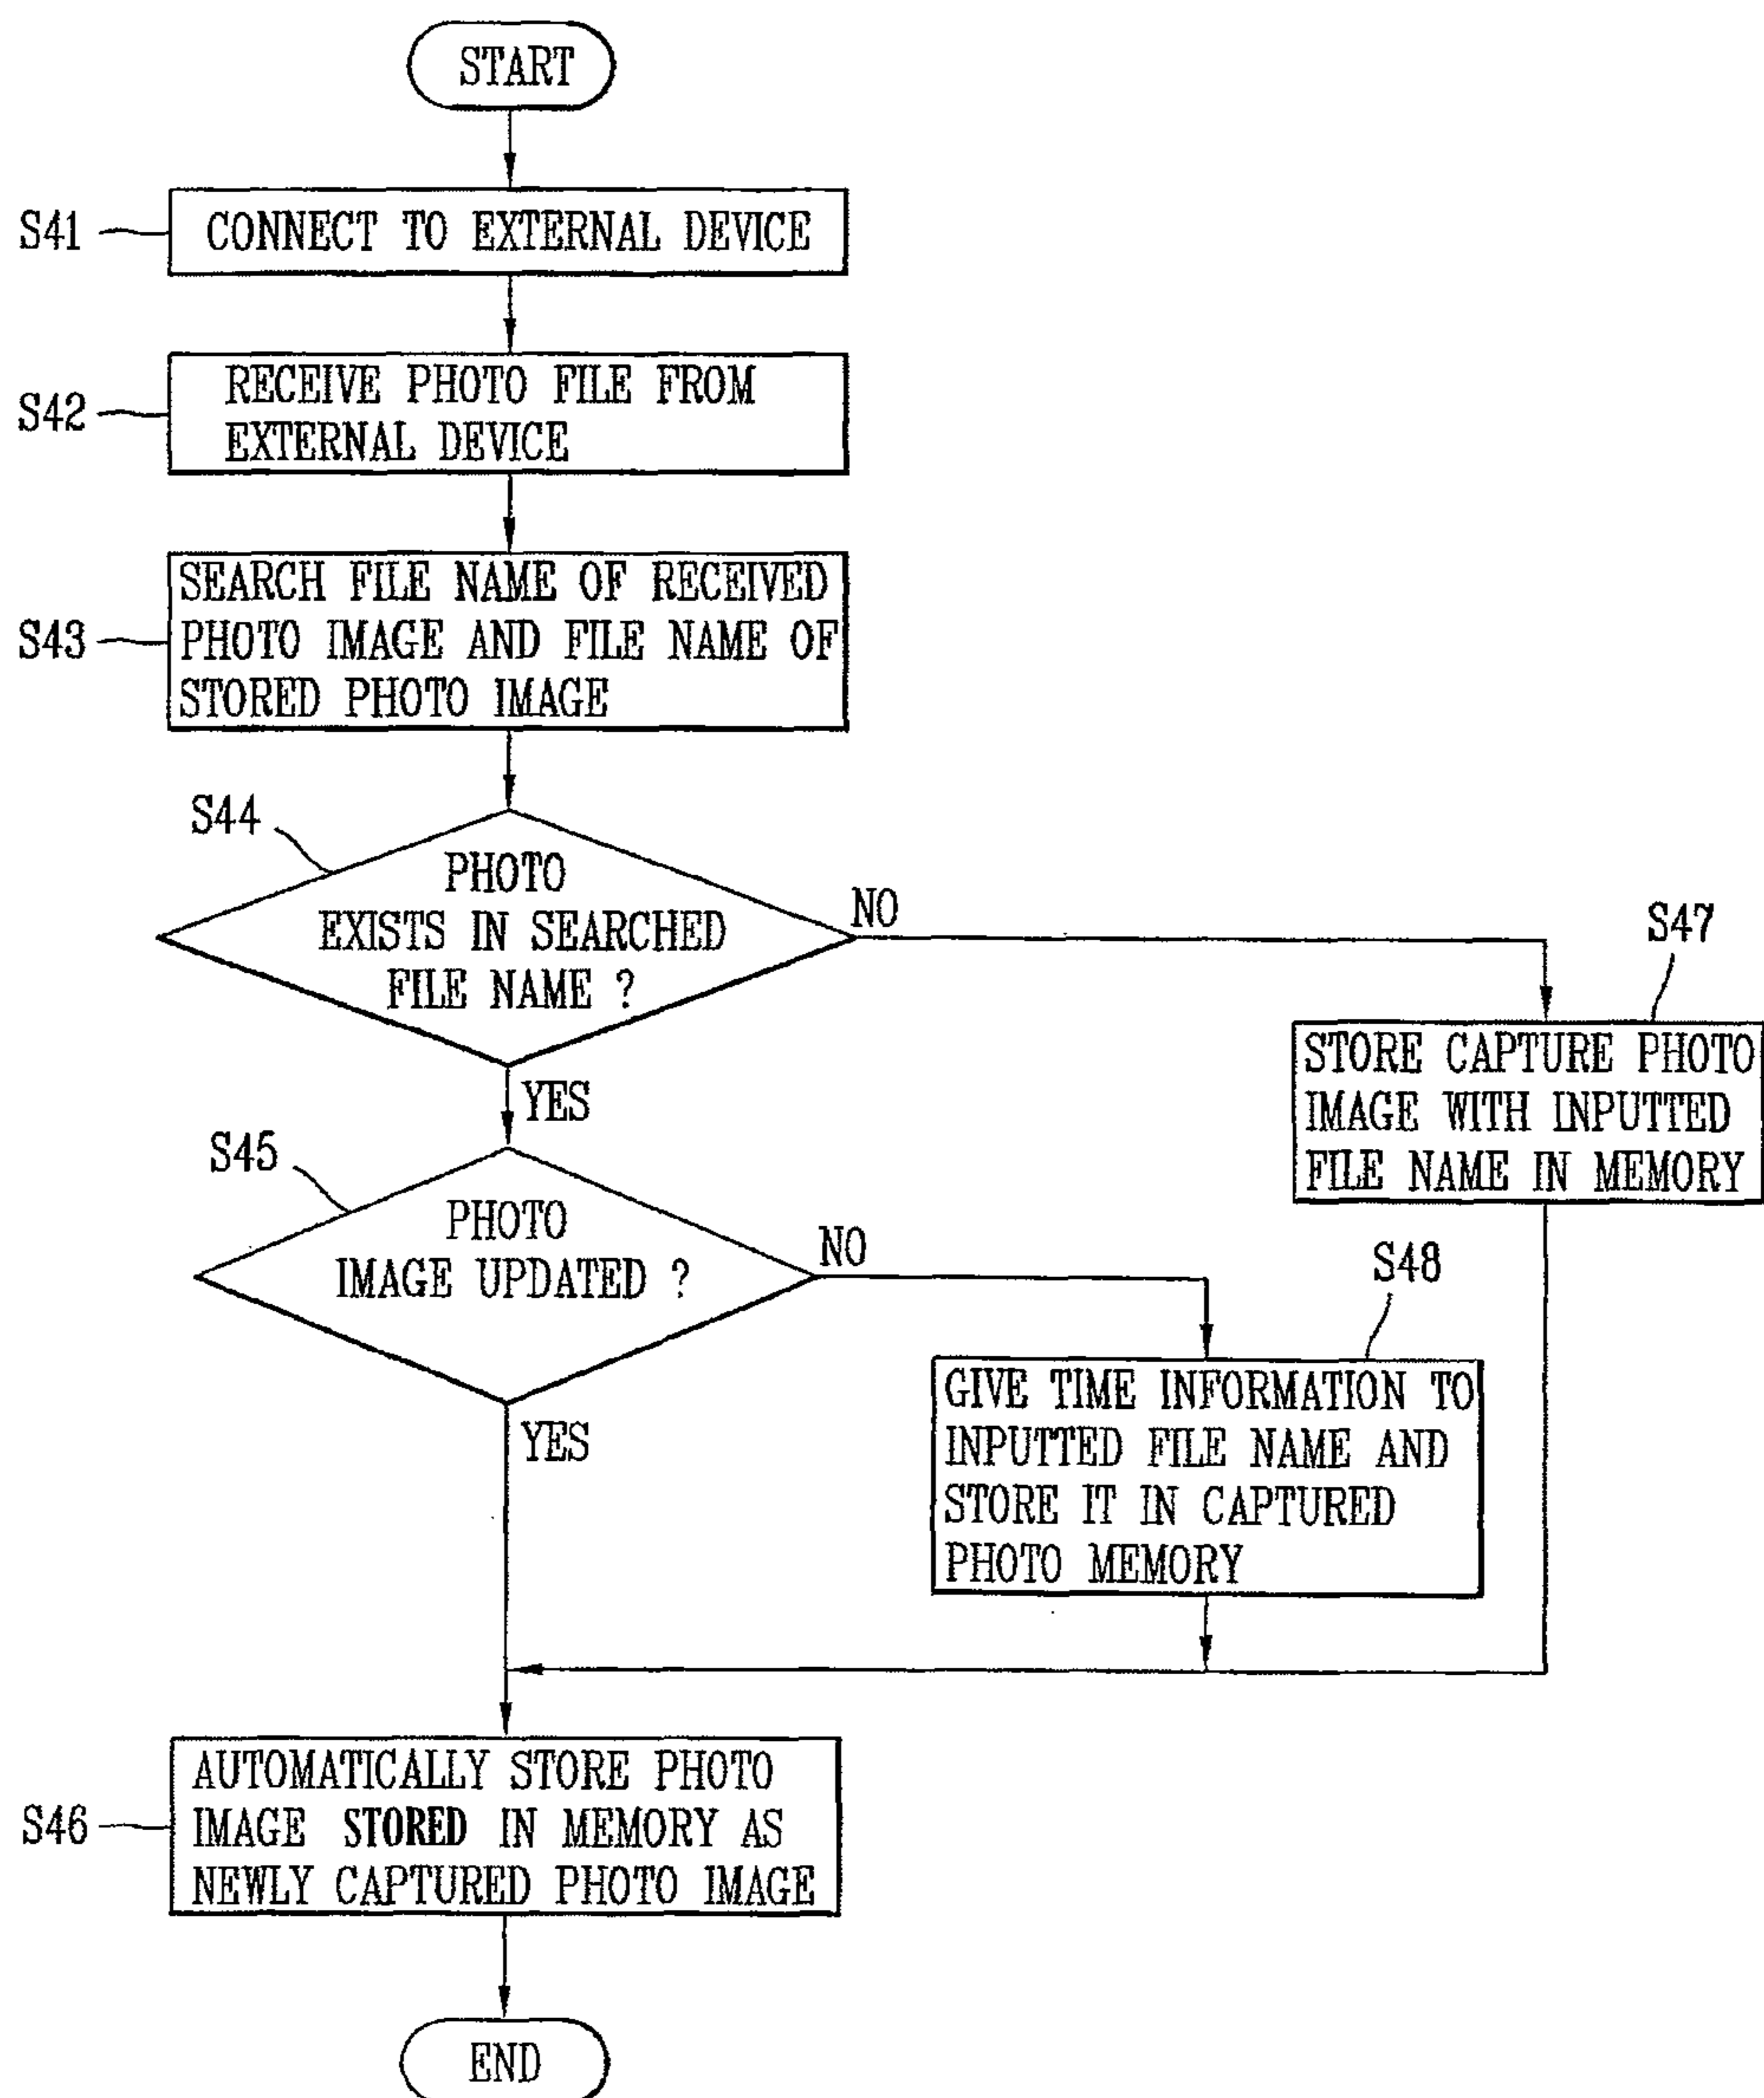 START
S41
CONNECT TO EXTERNAL DEVICE
S42
RECEIVE PHOTO FILE FROM
EXTERNAL DEVICE
S43
SEARCH FILE NAME OF RECEIVED
PHOTO IMAGE AND FILE NAME OF
STORED PHOTO IMAGE
S44
PHOTO
EXISTS IN SEARCHED
FILE NAME ?
NO
YES
S47
STORE CAPTURE PHOTO
IMAGE WITH INPUTTED
FILE NAME IN MEMORY
S45
PHOTO
IMAGE UPDATED ?
NO
YES
S48
GIVE TIME INFORMATION TO
INPUTTED FILE NAME AND
STORE IT IN CAPTURED
PHOTO MEMORY
S46
AUTOMATICALLY STORE PHOTO
IMAGE STORED IN MEMORY AS
NEWLY CAPTURED PHOTO IMAGE
END